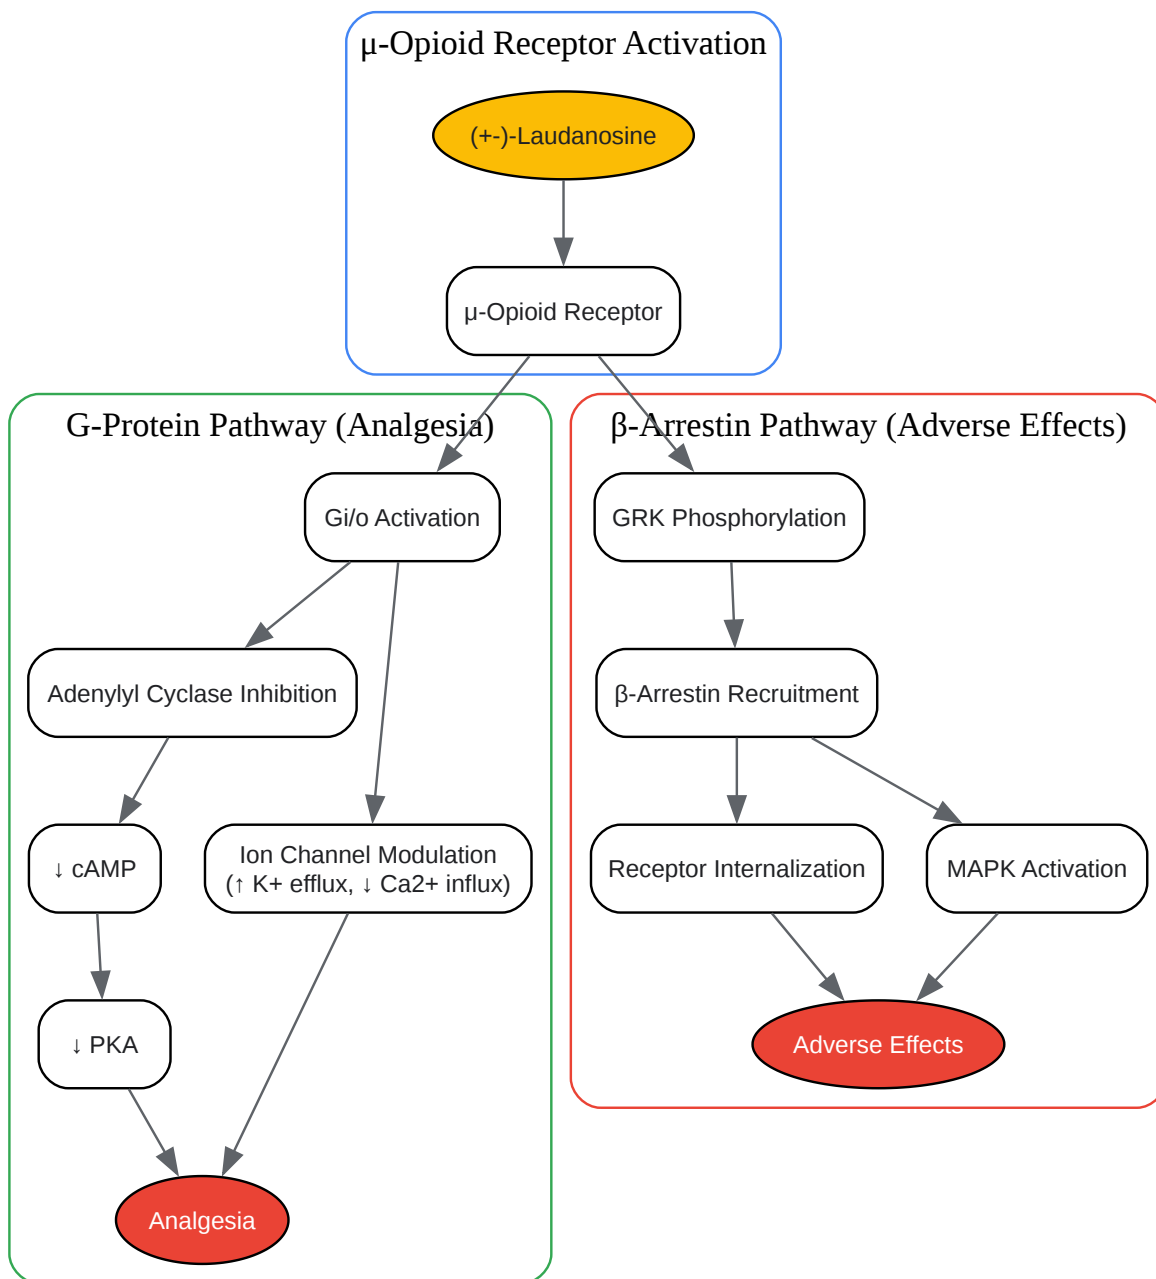 μ-Opioid Receptor Activation
(+-)-Laudanosine
μ-Opioid Receptor
G-Protein Pathway (Analgesia)
Gi/o Activation
Adenylyl Cyclase Inhibition
↓ cAMP
Ion Channel Modulation
(↑ K+ efflux, ↓ Ca2+ influx)
↓ PKA
Analgesia
β-Arrestin Pathway (Adverse Effects)
GRK Phosphorylation
β-Arrestin Recruitment
Receptor Internalization
MAPK Activation
Adverse Effects